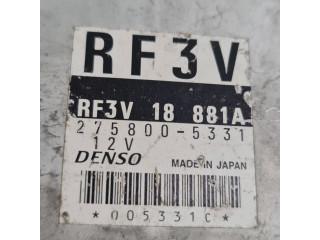 RF3V
RF3V 18 881A
275800-5331
12V
DENSO MADE IN JAPAN
*005331C*